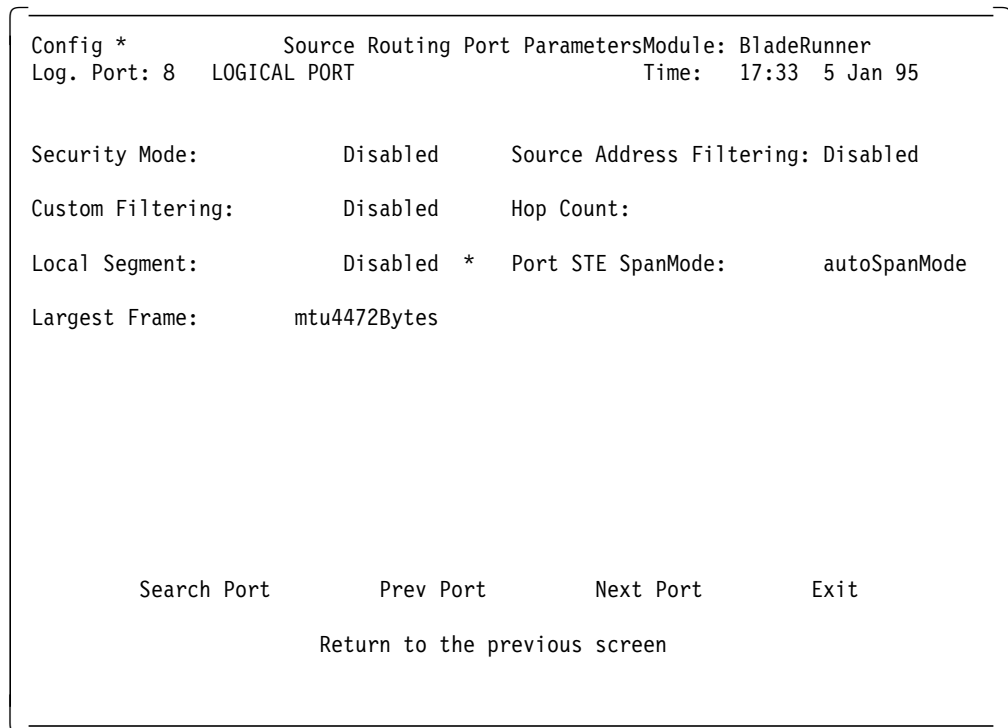 Config *                   Source Routing Port ParametersModule: BladeRunner
Log. Port: 8   LOGICAL PORT                        Time:   17:33  5 Jan 95
Security Mode:            Disabled      Source Address Filtering: Disabled
Custom Filtering:         Disabled      Hop Count:
Local Segment:            Disabled  *   Port STE SpanMode:        autoSpanMode
Largest Frame:        mtu4472Bytes
Search Port         Prev Port         Next Port         Exit
Return to the previous screen